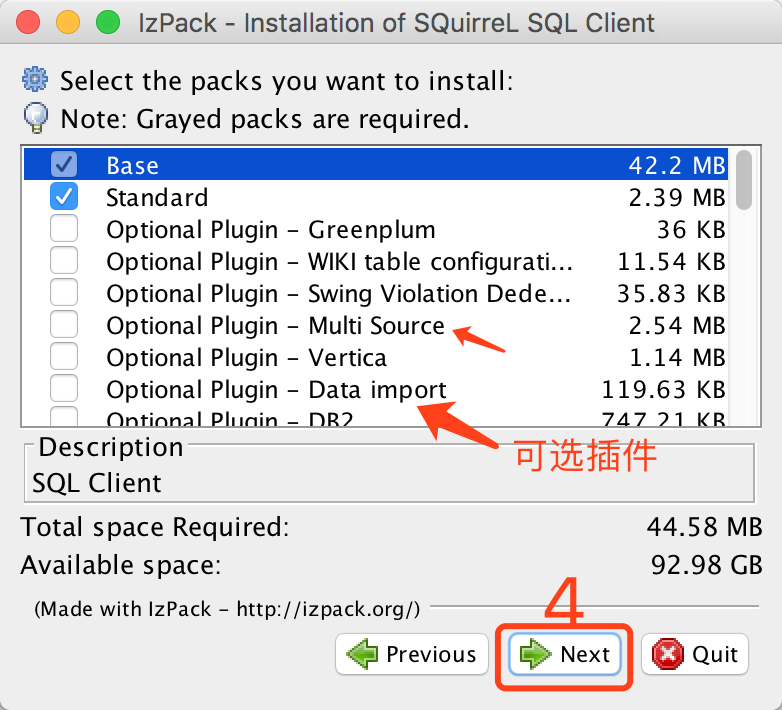 IzPack - Installation of SQuirreL SQL Client
Select the packs you want to install:
Note: Grayed packs are required.
Base 42.2 MB
Standard 2.39 MB
Optional Plugin – Greenplum 36 KB
Optional Plugin – WIKI table configurati... 11.54 KB
Optional Plugin – Swing Violation Dede... 35.83 KB
Optional Plugin – Multi Source 2.54 MB
Optional Plugin – Vertica 1.14 MB
Optional Plugin – Data import 119.63 KB
Optional Plugin – DB2 747.21 KB
可选插件
Description
SQL Client
Total space Required: 44.58 MB
Available space: 92.98 GB
(Made with IzPack – http://izpack.org/)
4
Previous Next Quit